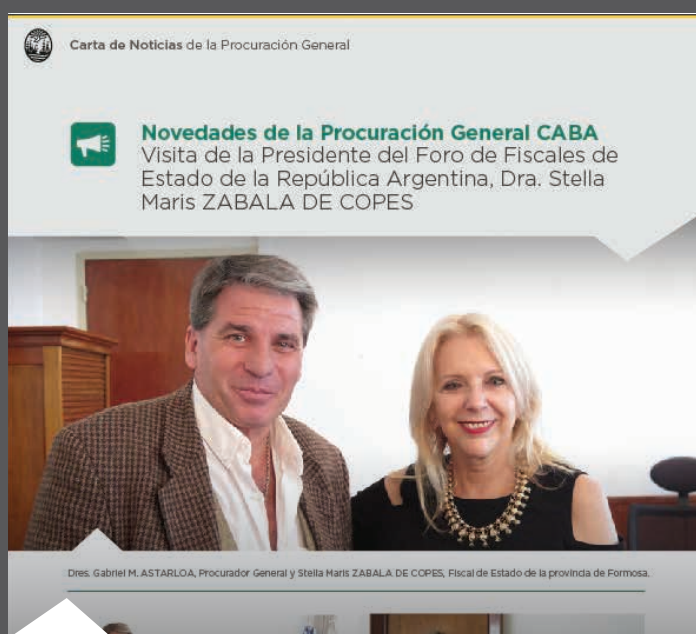 Carta de Noticias de la Procuración General
Novedades de la Procuración General CABA
Visita de la Presidente del Foro de Fiscales de
Estado de la República Argentina, Dra. Stella
Maris ZABALA DE COPES
Dres. Gabriel M. ASTARLOA, Procurador General y Stella Maris ZABALA DE COPES, Fiscal de Estado de la provincia de Formosa.